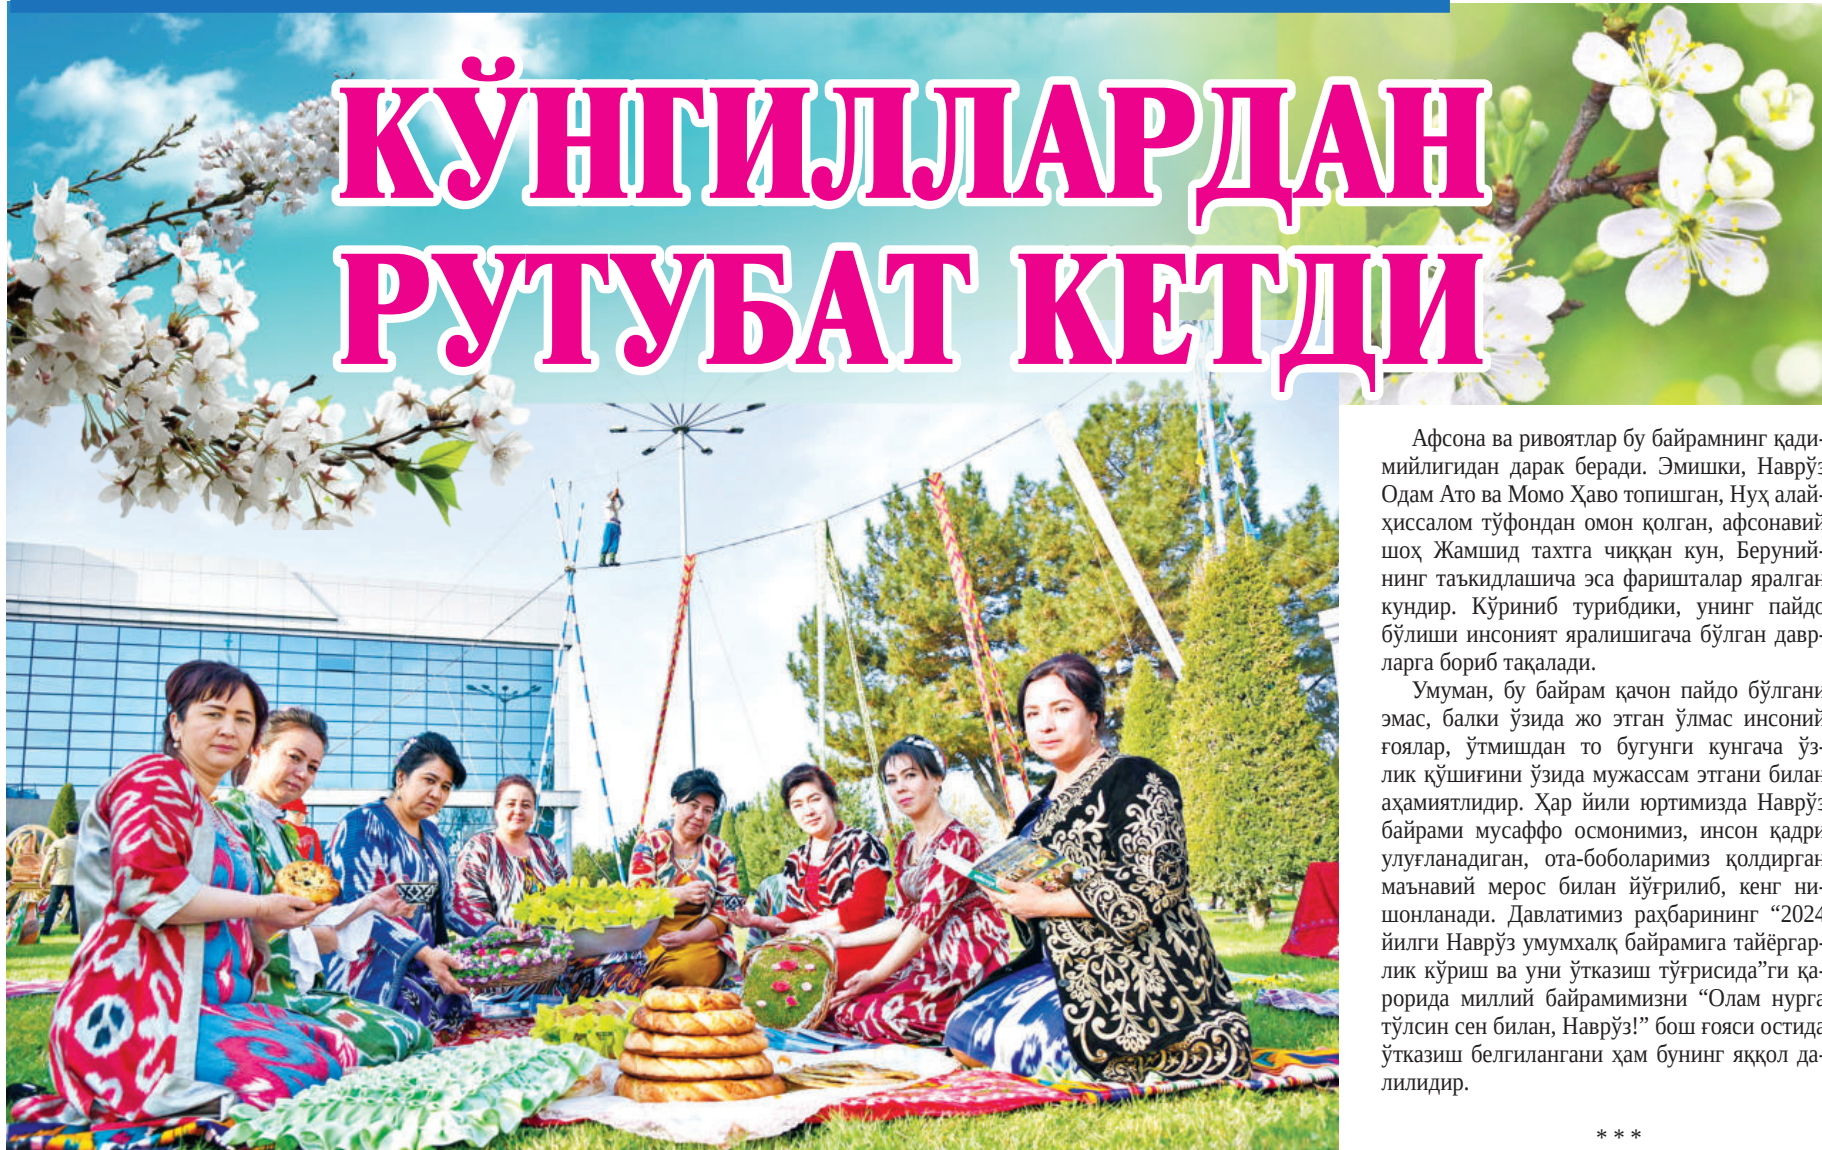 КЎНГИЛЛАРДАН
РУТУБАТ КЕТДИ
Афсона ва ривоятлар бу байрамнинг қади-
мийлигидан дарак беради. Эмишки, Наврўз
Одам Ато ва Момо Ҳаво топишган, Нуҳ алай-
ҳиссалом тўфондан омон қолган, афсонавий
шоҳ Жамшид тахтга чиққан кун, Беруний-
нинг таъкидлашича эса фаришталар яралган
кундир. Кўриниб турибдики, унинг пайдо
бўлиши инсоният яралишигача бўлган давр-
ларга бориб тақалади.
Умуман, бу байрам қачон пайдо бўлгани
эмас, балки ўзида жо этган ўлмас инсоний
ғоялар, ўтмишдан то бугунги кунгача ўз-
лик қўшиғини ўзида мужассам этгани билан
аҳамиятлидир. Ҳар йили юртимизда Наврўз
байрами мусаффо осмонимиз, инсон қадри
улуғланадиган, ота-боболаримиз қолдирган
маънавий мерос билан йўғрилиб, кенг ни-
шонланади. Давлатимиз раҳбарининг “2024
йилги Наврўз умумхалқ байрамига тайёргар-
лик кўриш ва уни ўтказиш тўғрисида”ги қа-
рорида миллий байрамимизни “Олам нурга
тўлсин сен билан, Наврўз!” бош ғояси остида
ўтказиш белгилангани ҳам бунинг яққол да-
лилидир.
* * *